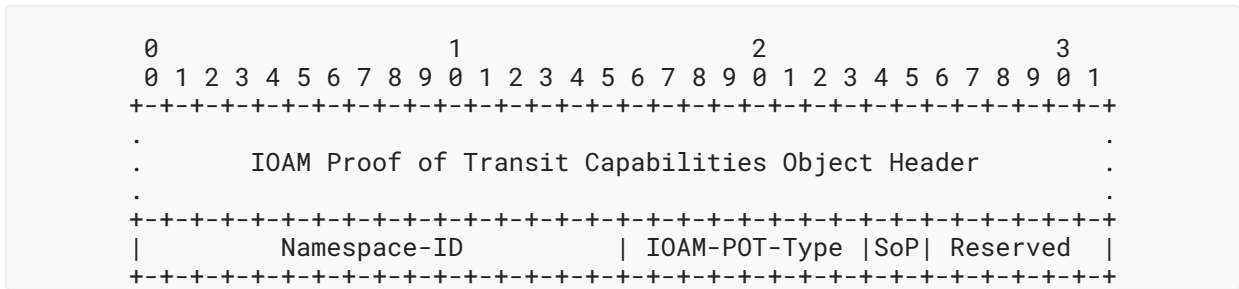 0                   1                   2                   3
 0 1 2 3 4 5 6 7 8 9 0 1 2 3 4 5 6 7 8 9 0 1 2 3 4 5 6 7 8 9 0 1
+-+-+-+-+-+-+-+-+-+-+-+-+-+-+-+-+-+-+-+-+-+-+-+-+-+-+-+-+-+-+-+-+
.                                                               .
.       IOAM Proof of Transit Capabilities Object Header        .
.                                                               .
+-+-+-+-+-+-+-+-+-+-+-+-+-+-+-+-+-+-+-+-+-+-+-+-+-+-+-+-+-+-+-+-+
|         Namespace-ID          | IOAM-POT-Type |SoP| Reserved  |
+-+-+-+-+-+-+-+-+-+-+-+-+-+-+-+-+-+-+-+-+-+-+-+-+-+-+-+-+-+-+-+-+